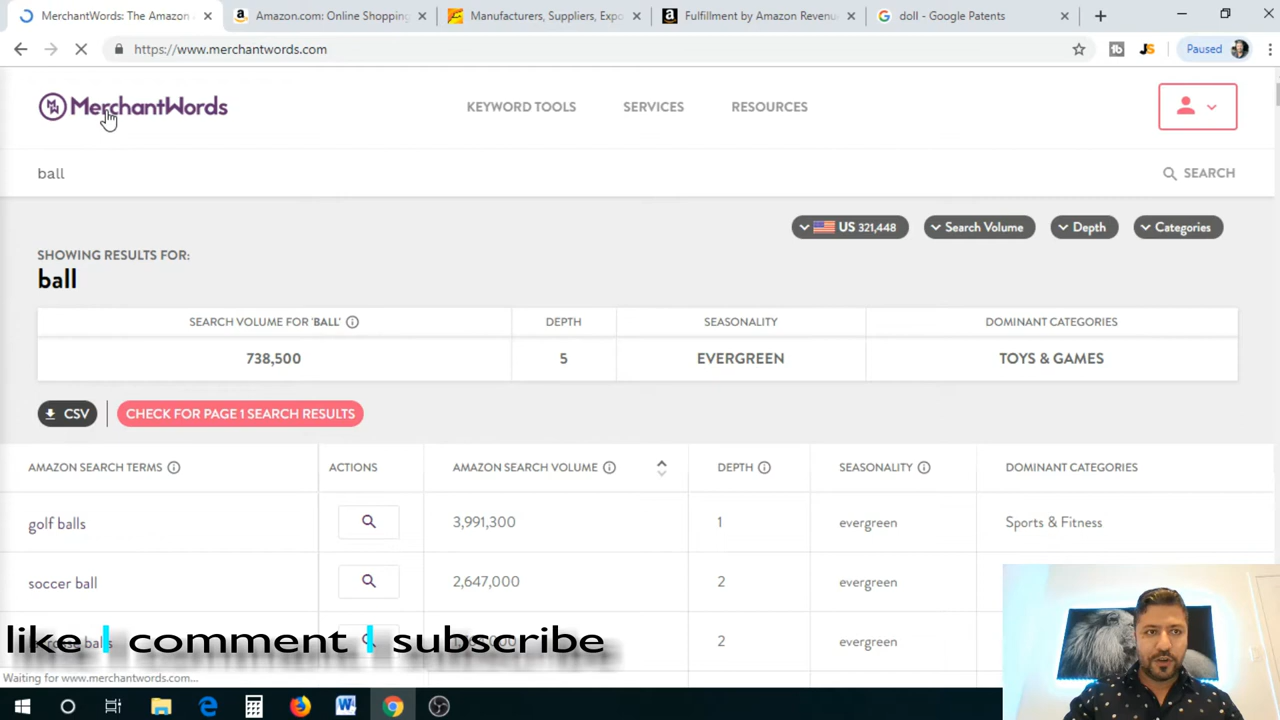 MerchantWords: The Amazon
Amazon.com: Online Shopping
Manufacturers, Suppliers, Expo
Fulfillment by Amazon Revenu
doll - Google Patents
https://www.merchantwords.com
Paused
MerchantWords
KEYWORD TOOLS
SERVICES
RESOURCES
ball
SEARCH
US 321,448
Search Volume
Depth
Categories
SHOWING RESULTS FOR:
ball
SEARCH VOLUME FOR 'BALL'
DEPTH
SEASONALITY
DOMINANT CATEGORIES
738,500
5
EVERGREEN
TOYS & GAMES
CSV
CHECK FOR PAGE 1 SEARCH RESULTS
AMAZON SEARCH TERMS
ACTIONS
AMAZON SEARCH VOLUME
DEPTH
SEASONALITY
DOMINANT CATEGORIES
golf balls
3,991,300
1
evergreen
Sports & Fitness
soccer ball
2,647,000
2
evergreen
balls
2
evergreen
like I comment I subscribe
Waiting for www.merchantwords.com...